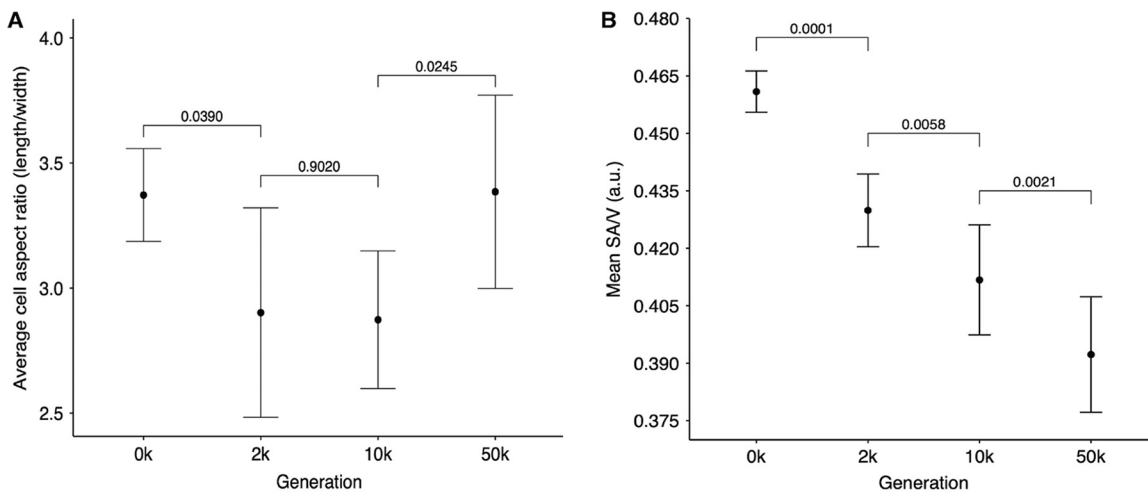 A
Average cell aspect ratio (length/width)
4.0
3.5
3.0
2.5
0.0390
0.9020
0.0245
0k 2k 10k 50k
Generation
B
Mean SA/V (a.u.)
0.480
0.465
0.450
0.435
0.420
0.405
0.390
0.375
0.0001
0.0058
0.0021
0k 2k 10k 50k
Generation